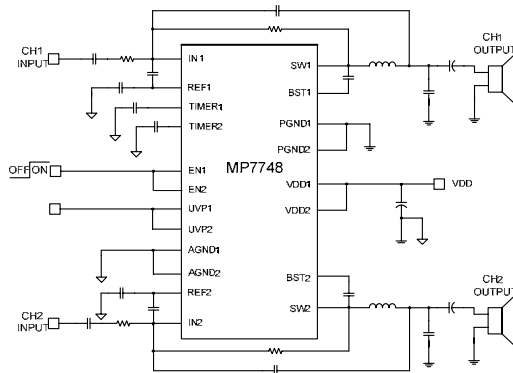 CH1
INPUT
IN1
REF1
TIMER1
TIMER2
OFF ON
EN1
EN2
UVP1
UVP2
AGND1
AGND2
REF2
CH2
INPUT
IN2
MP7748
SW1
BST1
PGND1
PGND2
VDD1
VDD2
BST2
SW2
CH1
OUTPUT
VDD
CH2
OUTPUT